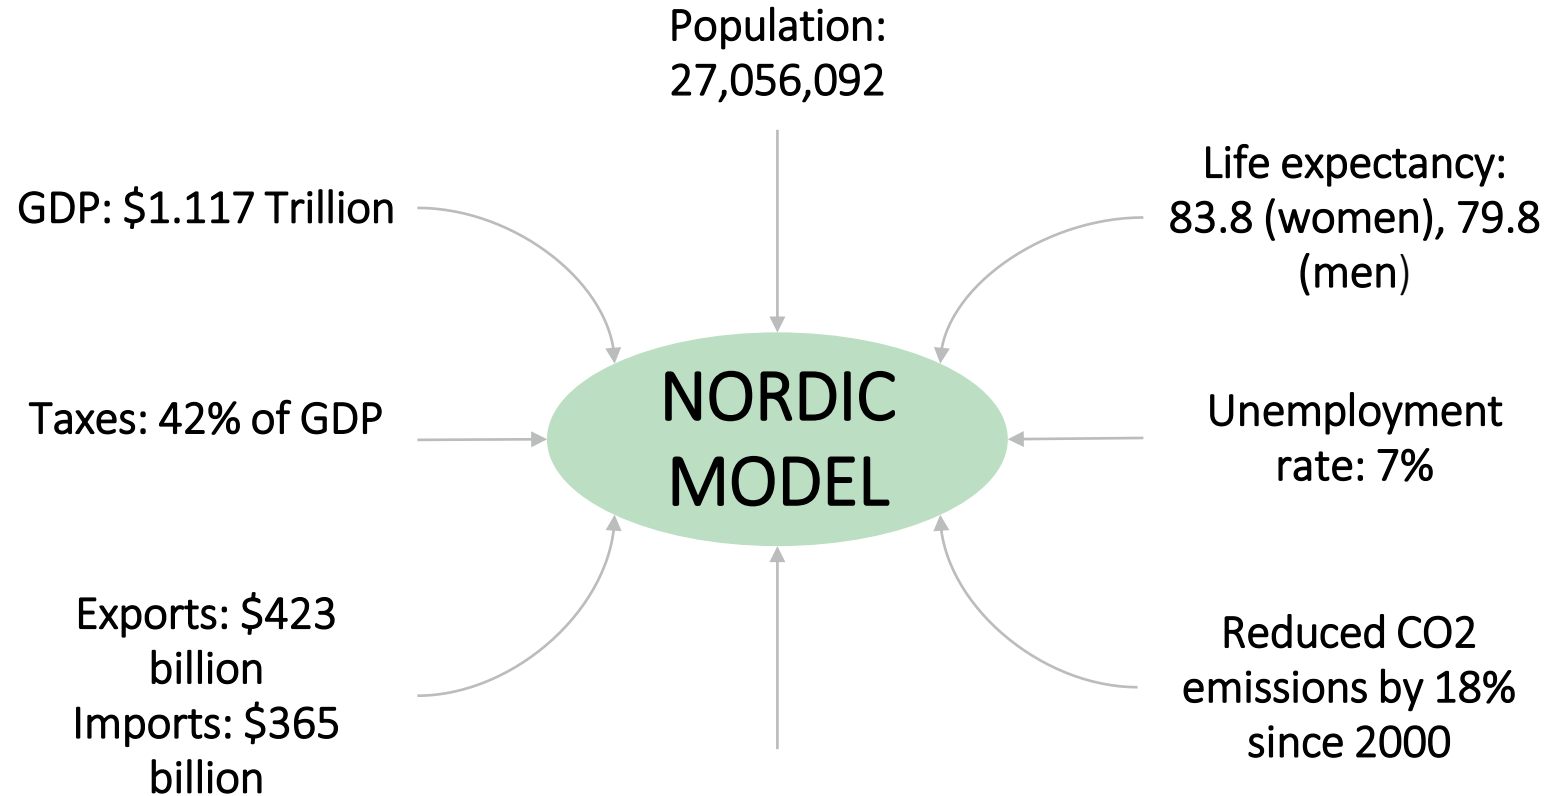 Population:
27,056,092
GDP: $1.117 Trillion
Life expectancy:
83.8 (women), 79.8
(men)
NORDIC
MODEL
Taxes: 42% of GDP
Unemployment
rate: 7%
Exports: $423
billion
Imports: $365
billion
Reduced CO2
emissions by 18%
since 2000